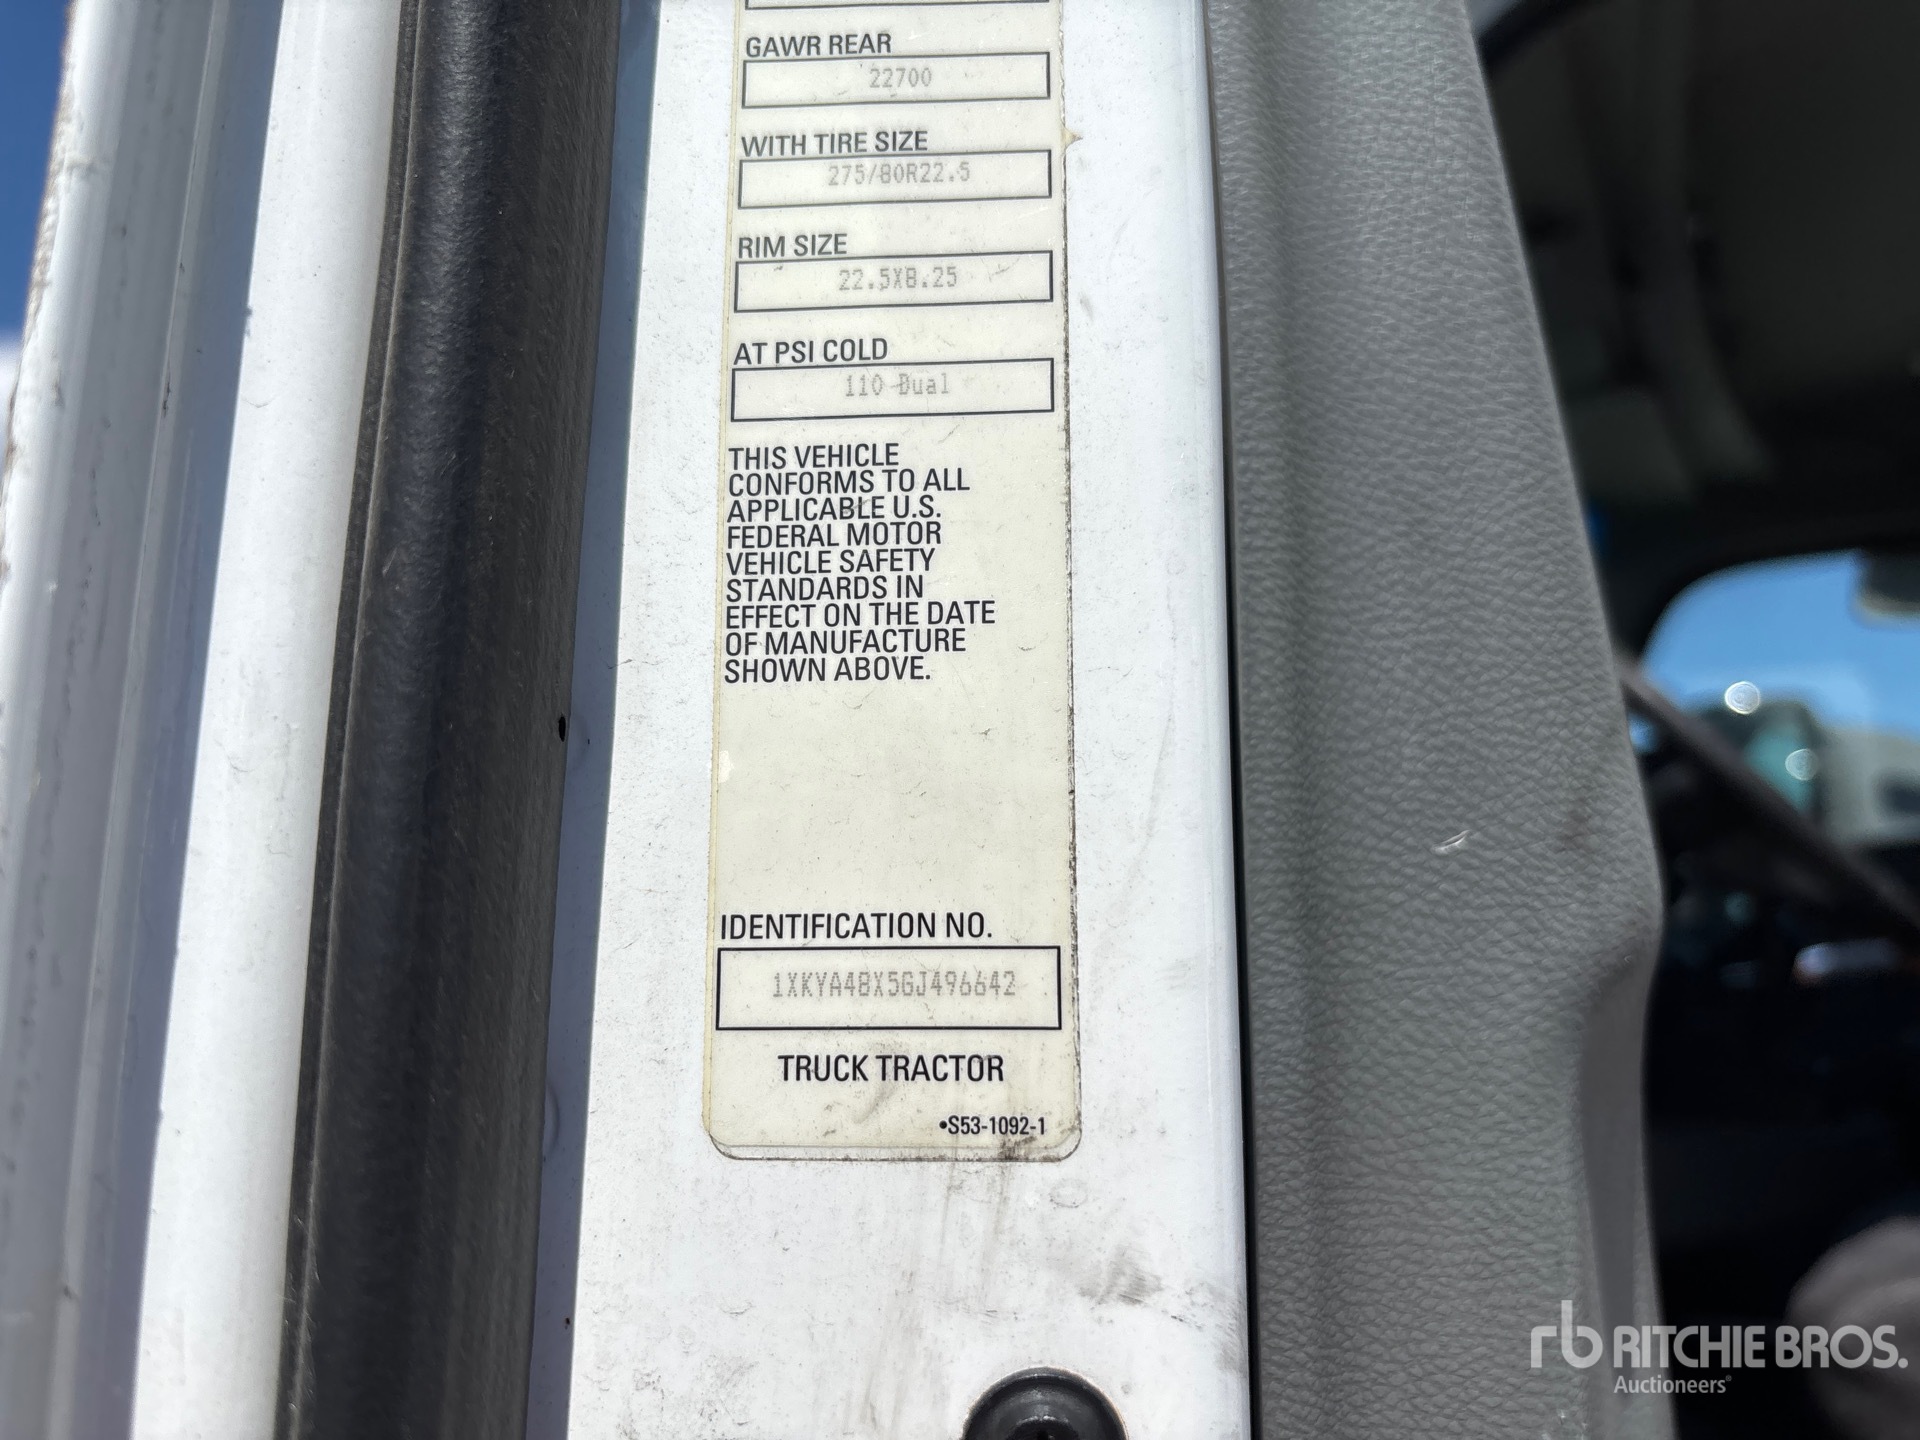 GAWR REAR
22700
WITH TIRE SIZE
275/80R22.5
RIM SIZE
22.5X8.25
AT PSI COLD
110 Dual
THIS VEHICLE
CONFORMS TO ALL
APPLICABLE U.S.
FEDERAL MOTOR
VEHICLE SAFETY
STANDARDS IN
EFFECT ON THE DATE
OF MANUFACTURE
SHOWN ABOVE.
IDENTIFICATION NO.
1XKYA48X5GJ496642
TRUCK TRACTOR
•S53-1092-1
rb RITCHIE BROS.
Auctioneers®